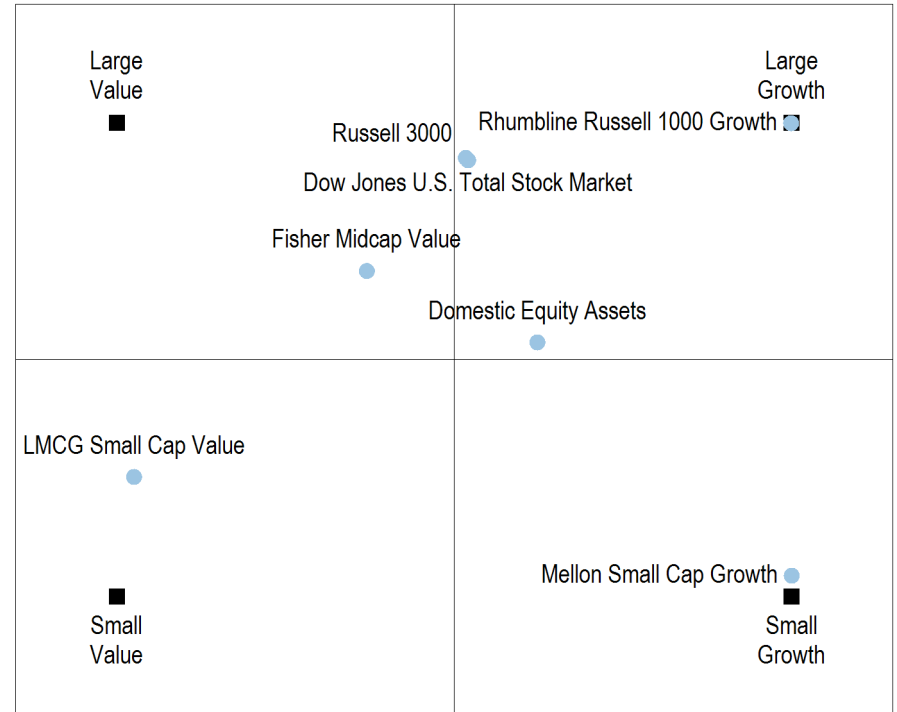 Large
Value
Large
Growth
Russell 3000
Rhumbline Russell 1000 Growth
Dow Jones U.S. Total Stock Market
Fisher Midcap Value
Domestic Equity Assets
LMCG Small Cap Value
Mellon Small Cap Growth
Small
Value
Small
Growth